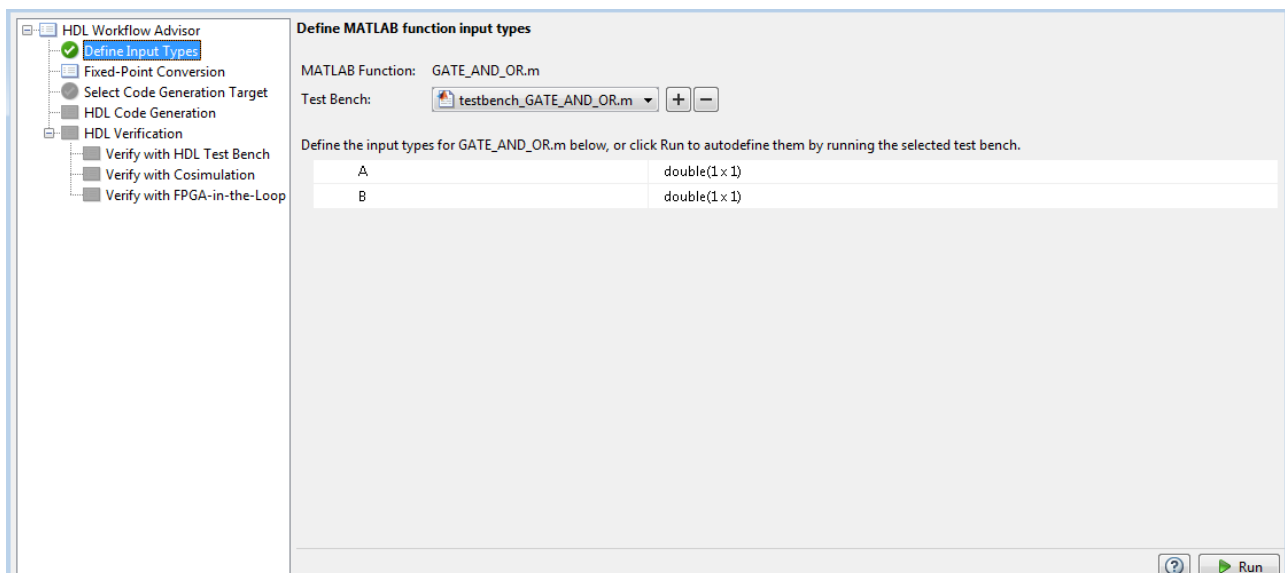 HDL Workflow Advisor
Define Input Types
Fixed-Point Conversion
Select Code Generation Target
HDL Code Generation
HDL Verification
Verify with HDL Test Bench
Verify with Cosimulation
Verify with FPGA-in-the-Loop
Define MATLAB function input types
MATLAB Function: GATE_AND_OR.m
Test Bench: testbench_GATE_AND_OR.m
Define the input types for GATE_AND_OR.m below, or click Run to autodefine them by running the selected test bench.
A double(1 x 1)
B double(1 x 1)
? Run